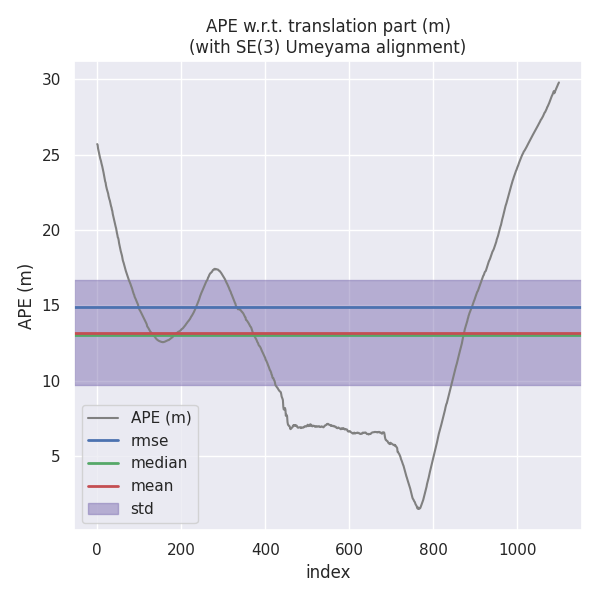 APE w.r.t. translation part (m)
(with SE(3) Umeyama alignment)
APE (m)
30
25
20
15
10
5
APE (m)
rmse
median
mean
std
0
200
400
600
800
1000
index